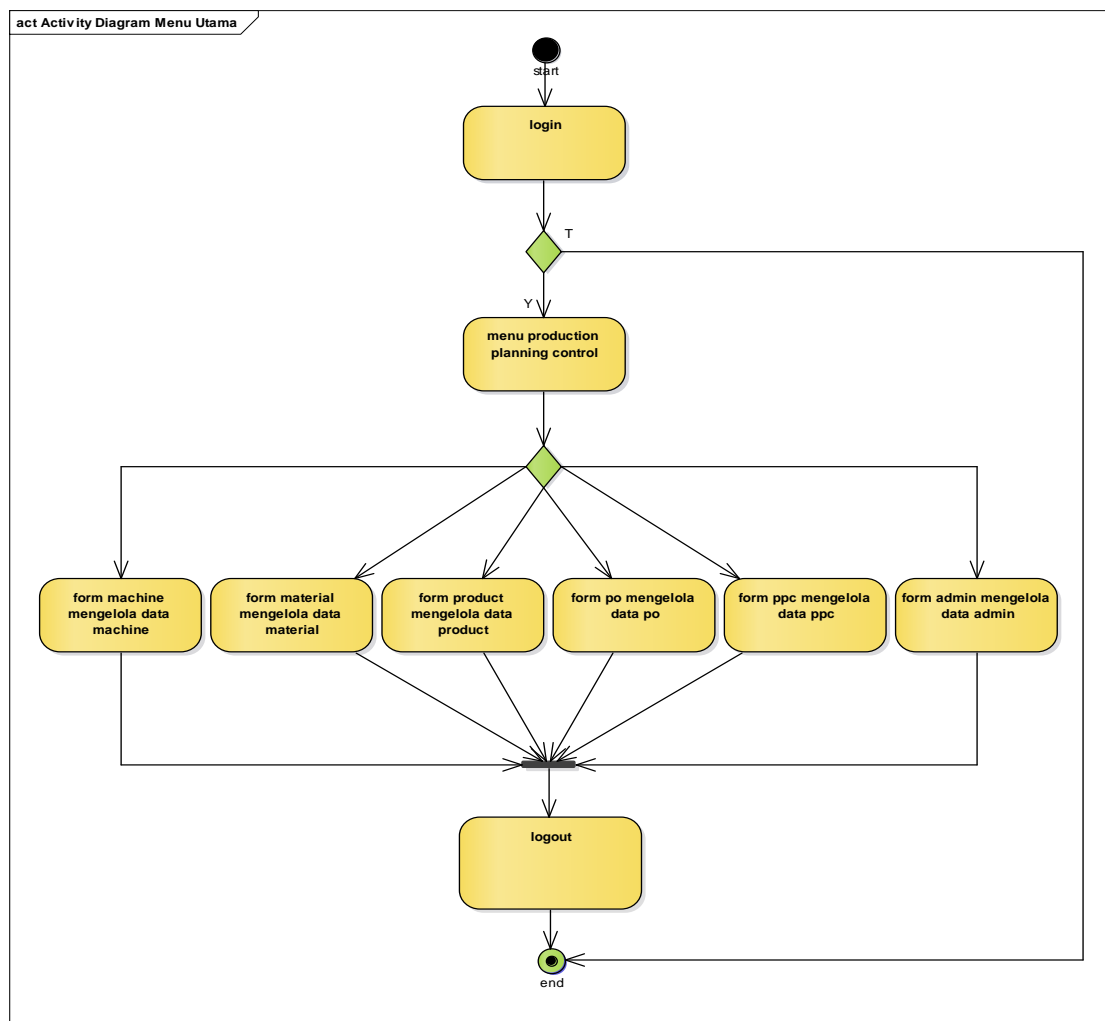 act Activity Diagram Menu Utama
start
login
T
Y
menu production
planning control
form machine
mengelola data
machine
form material
mengelola data
material
form product
mengelola data
product
form po mengelola
data po
form ppc mengelola
data ppc
form admin mengelola
data admin
logout
end